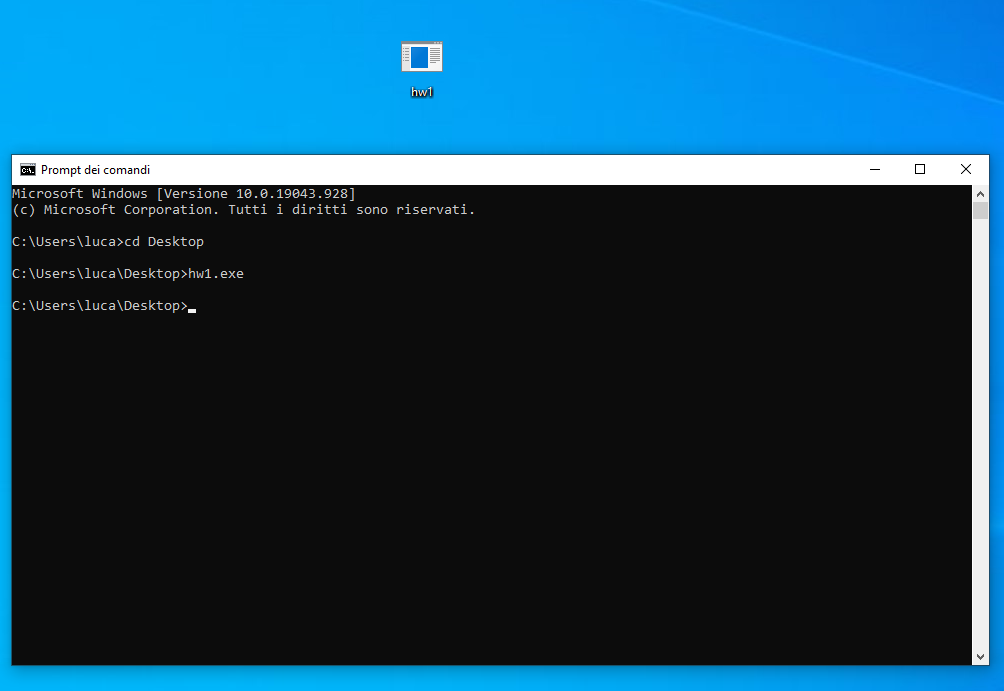 hw1
Prompt dei comandi
Microsoft Windows [Versione 10.0.19043.928]
(c) Microsoft Corporation. Tutti i diritti sono riservati.
C:\Users\luca>cd Desktop
C:\Users\luca\Desktop>hw1.exe
C:\Users\luca\Desktop>